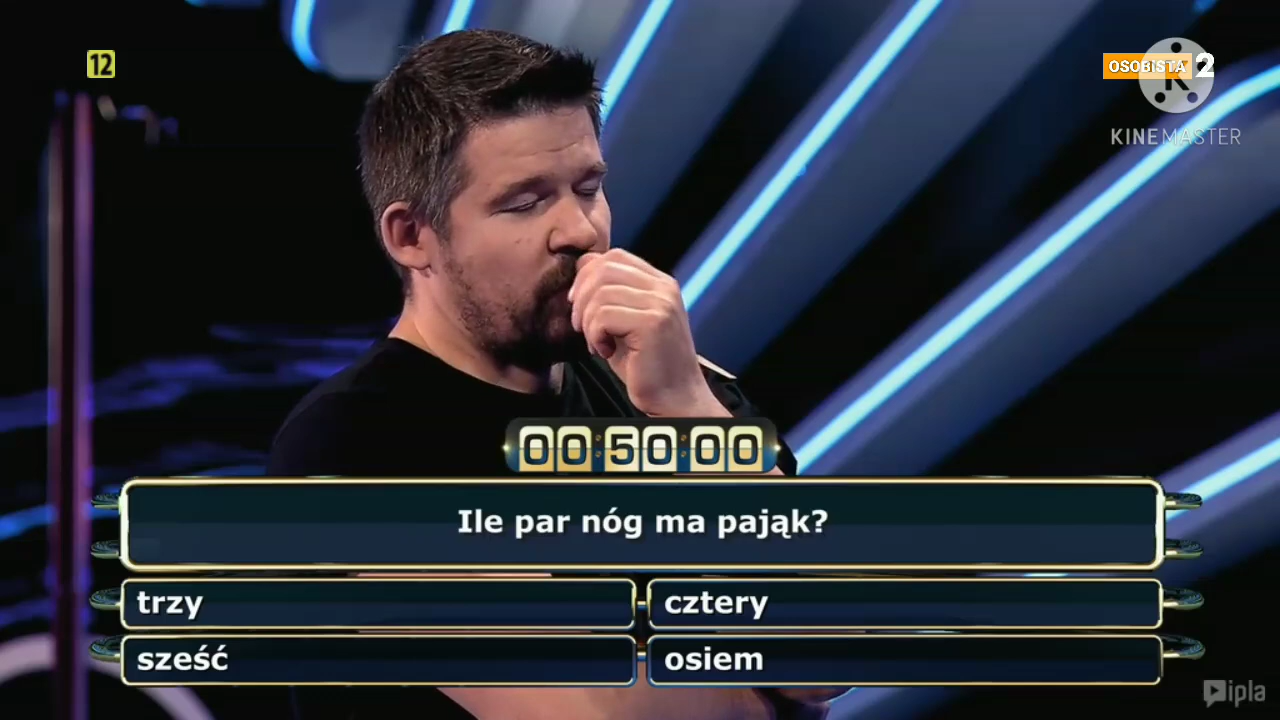 12
OSOBISTA 2
K
KINEMASTER
00:50:00
Ile par nóg ma pająk?
trzy
cztery
sześć
osiem
ipla